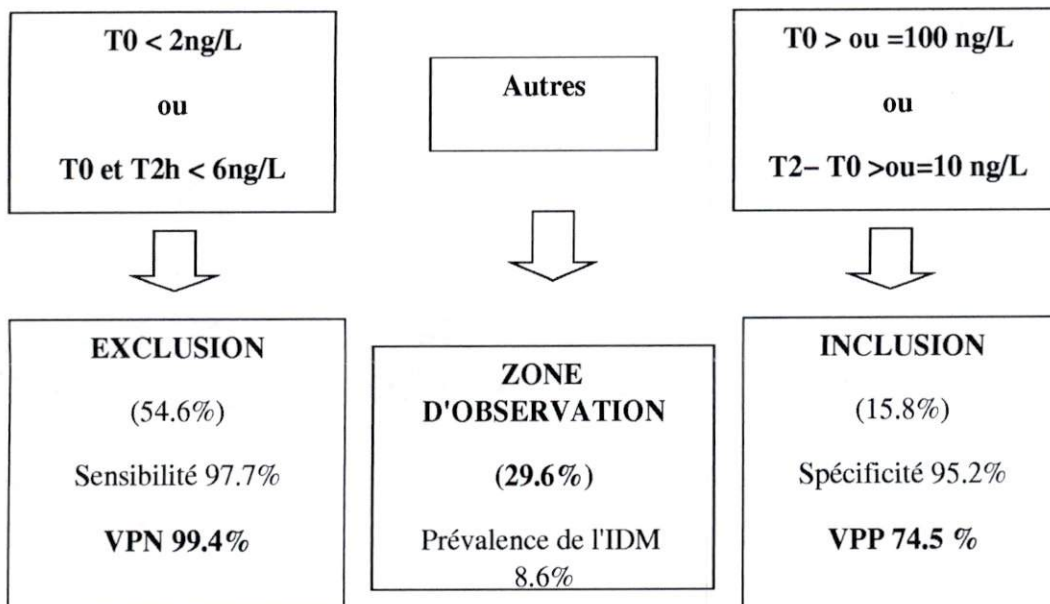 T0 < 2ng/L
ou
T0 et T2h < 6ng/L
Autres
T0 > ou =100 ng/L
ou
T2− T0 >ou=10 ng/L
EXCLUSION
(54.6%)
Sensibilité 97.7%
VPN 99.4%
ZONE
D'OBSERVATION
(29.6%)
Prévalence de l'IDM
8.6%
INCLUSION
(15.8%)
Spécificité 95.2%
VPP 74.5 %